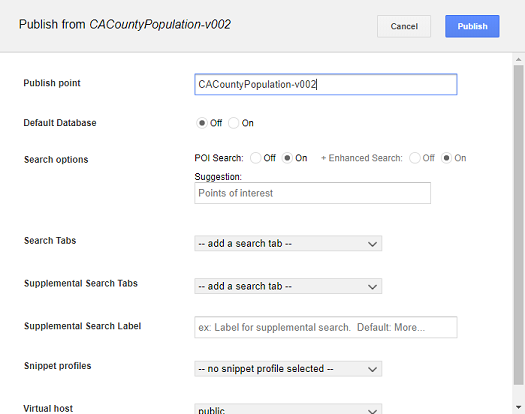 Publish from CACountyPopulation-v002
Cancel
Publish
Publish point
CACountyPopulation-v002
Default Database
Off
On
Search options
POI Search: Off On + Enhanced Search: Off On
Suggestion:
Points of interest
Search Tabs
-- add a search tab --
Supplemental Search Tabs
-- add a search tab --
Supplemental Search Label
ex: Label for supplemental search. Default: More...
Snippet profiles
-- no snippet profile selected --
Virtual host
public